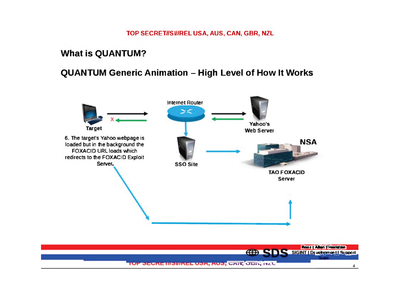 TOP SECRET//SI//REL USA, AUS, CAN, GBR, NZL
What is QUANTUM?
QUANTUM Generic Animation – High Level of How It Works
Internet Router
Target
X
Yahoo's
Web Server
6. The target's Yahoo webpage is
loaded but in the background the
FOXACID URL loads which
redirects to the FOXACID Exploit
Server.
SSO Site
NSA
TAO FOXACID
Server
SDS
SIGINT | Development | Support
TOP SECRET//SI//REL USA, AUS, CAN, GBR, NZL